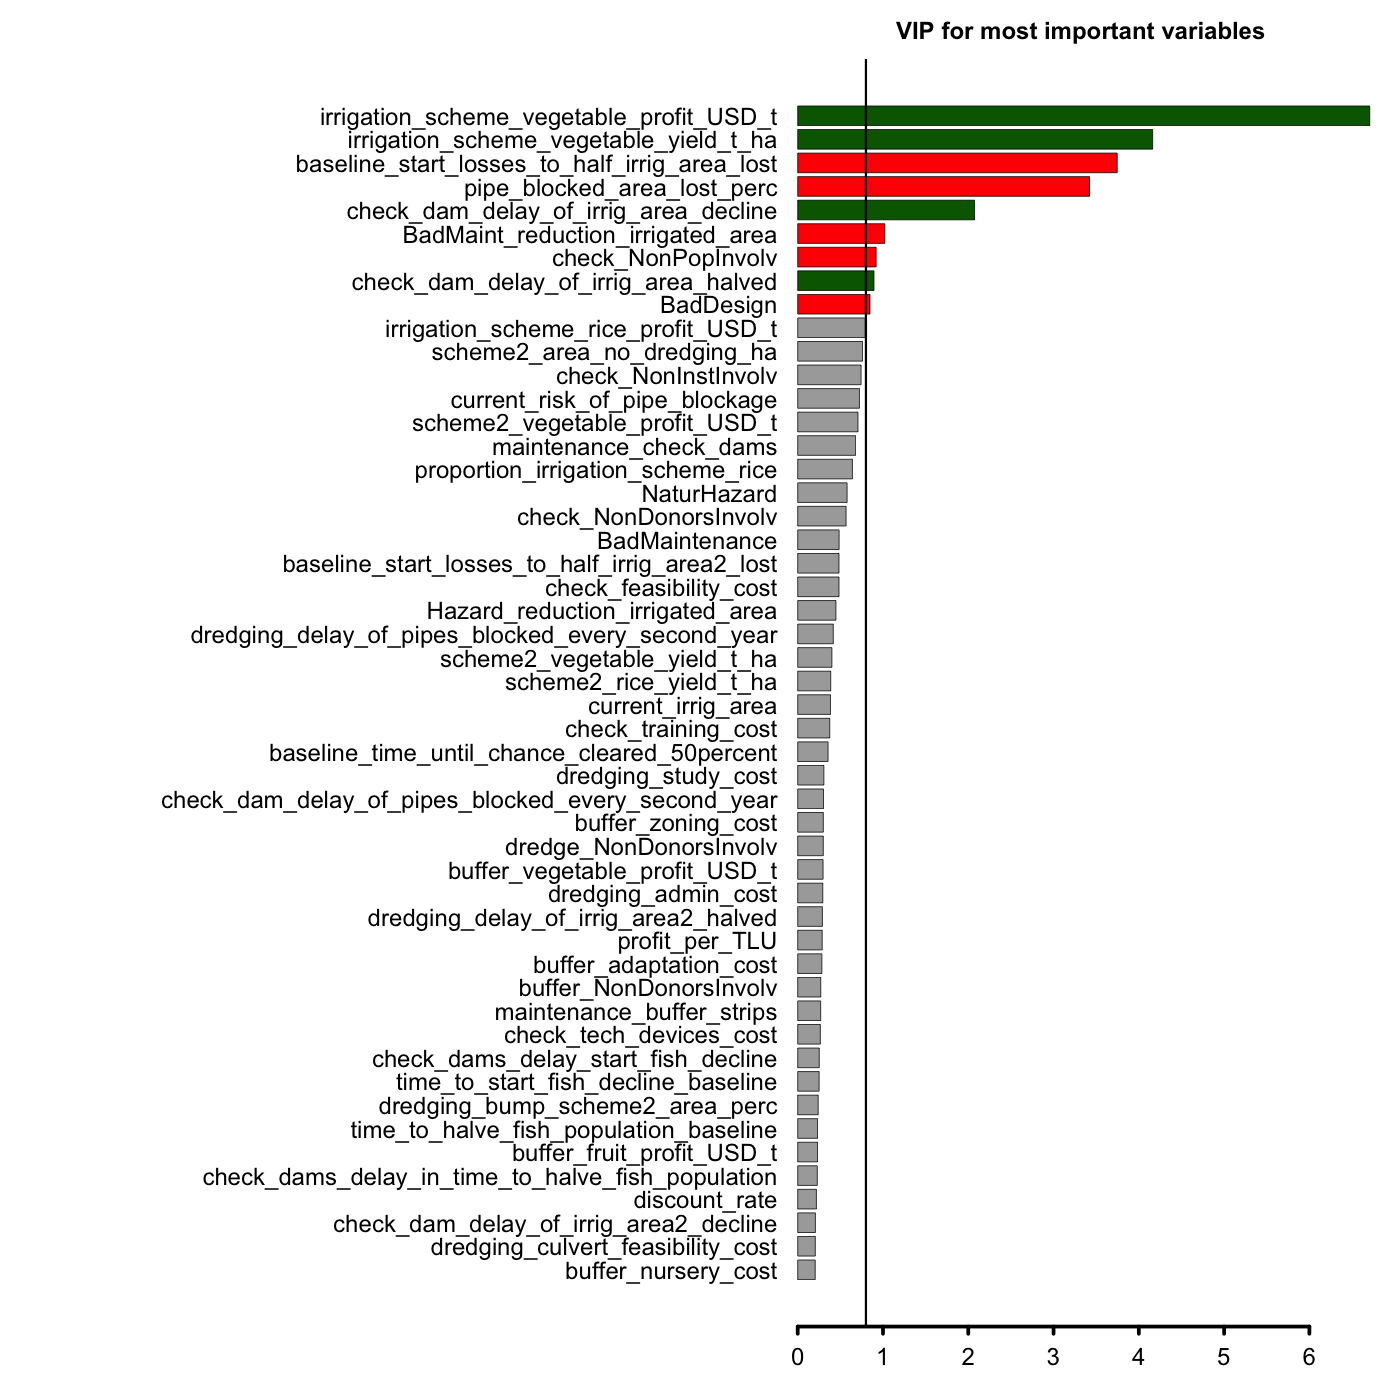 VIP for most important variables
irrigation_scheme_vegetable_profit_USD_t
irrigation_scheme_vegetable_yield_t_ha
baseline_start_losses_to_half_irrig_area_lost
pipe_blocked_area_lost_perc
check_dam_delay_of_irrig_area_decline
BadMaint_reduction_irrigated_area
check_NonPopInvolv
check_dam_delay_of_irrig_area_halved
BadDesign
irrigation_scheme_rice_profit_USD_t
scheme2_area_no_dredging_ha
check_NonInstInvolv
current_risk_of_pipe_blockage
scheme2_vegetable_profit_USD_t
maintenance_check_dams
proportion_irrigation_scheme_rice
NaturHazard
check_NonDonorsInvolv
BadMaintenance
baseline_start_losses_to_half_irrig_area2_lost
check_feasibility_cost
Hazard_reduction_irrigated_area
dredging_delay_of_pipes_blocked_every_second_year
scheme2_vegetable_yield_t_ha
scheme2_rice_yield_t_ha
current_irrig_area
check_training_cost
baseline_time_until_chance_cleared_50percent
dredging_study_cost
check_dam_delay_of_pipes_blocked_every_second_year
buffer_zoning_cost
dredge_NonDonorsInvolv
buffer_vegetable_profit_USD_t
dredging_admin_cost
dredging_delay_of_irrig_area2_halved
profit_per_TLU
buffer_adaptation_cost
buffer_NonDonorsInvolv
maintenance_buffer_strips
check_tech_devices_cost
check_dams_delay_start_fish_decline
time_to_start_fish_decline_baseline
dredging_bump_scheme2_area_perc
time_to_halve_fish_population_baseline
buffer_fruit_profit_USD_t
check_dams_delay_in_time_to_halve_fish_population
discount_rate
check_dam_delay_of_irrig_area2_decline
dredging_culvert_feasibility_cost
buffer_nursery_cost
0 1 2 3 4 5 6